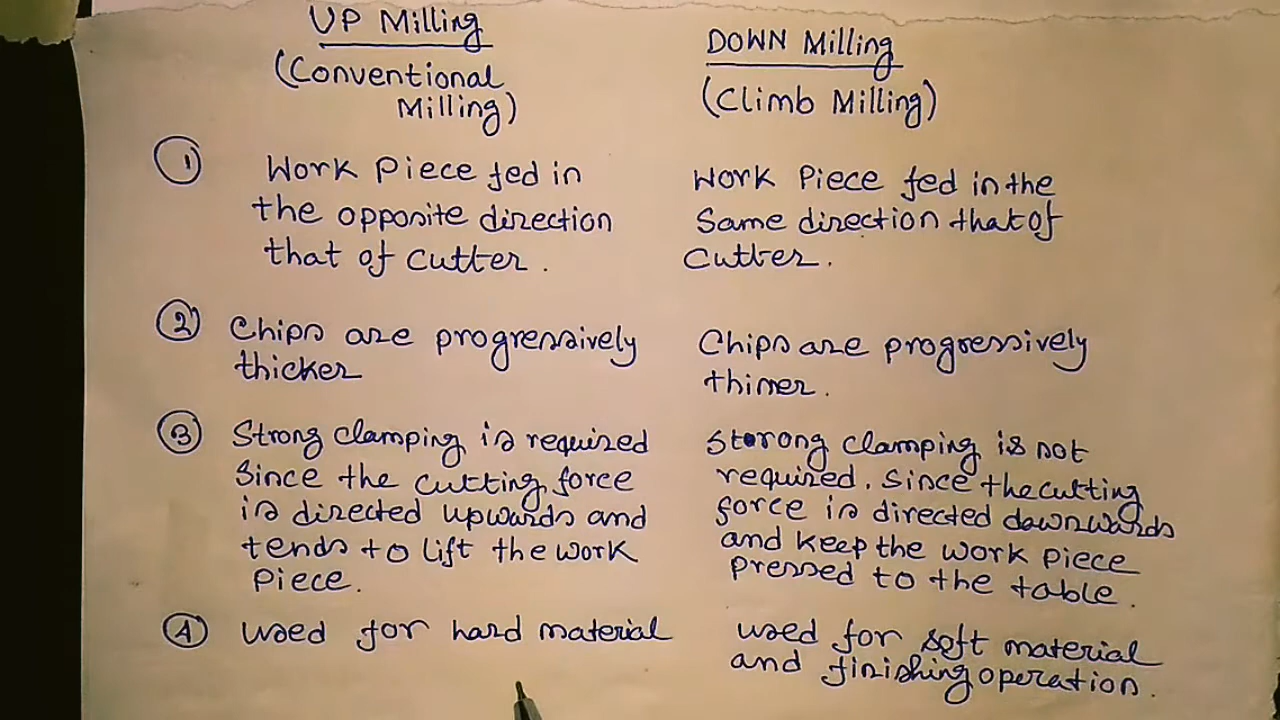 UP Milling
(Conventional
Milling)
DOWN Milling
(Climb Milling)
1
Work Piece fed in
the opposite direction
that of cutter.
Work Piece fed in the
Same direction that of
Cutter.
2
Chips are progressively
thicker
Chips are progressively
thiner.
3
Strong clamping is required
Since the cutting force
is directed upwards and
tends to lift the work
Piece.
Strong clamping is not
required. Since the cutting
force is directed downwards
and keep the work piece
pressed to the table.
4
used for hard material
used for soft material
and finishing operation.